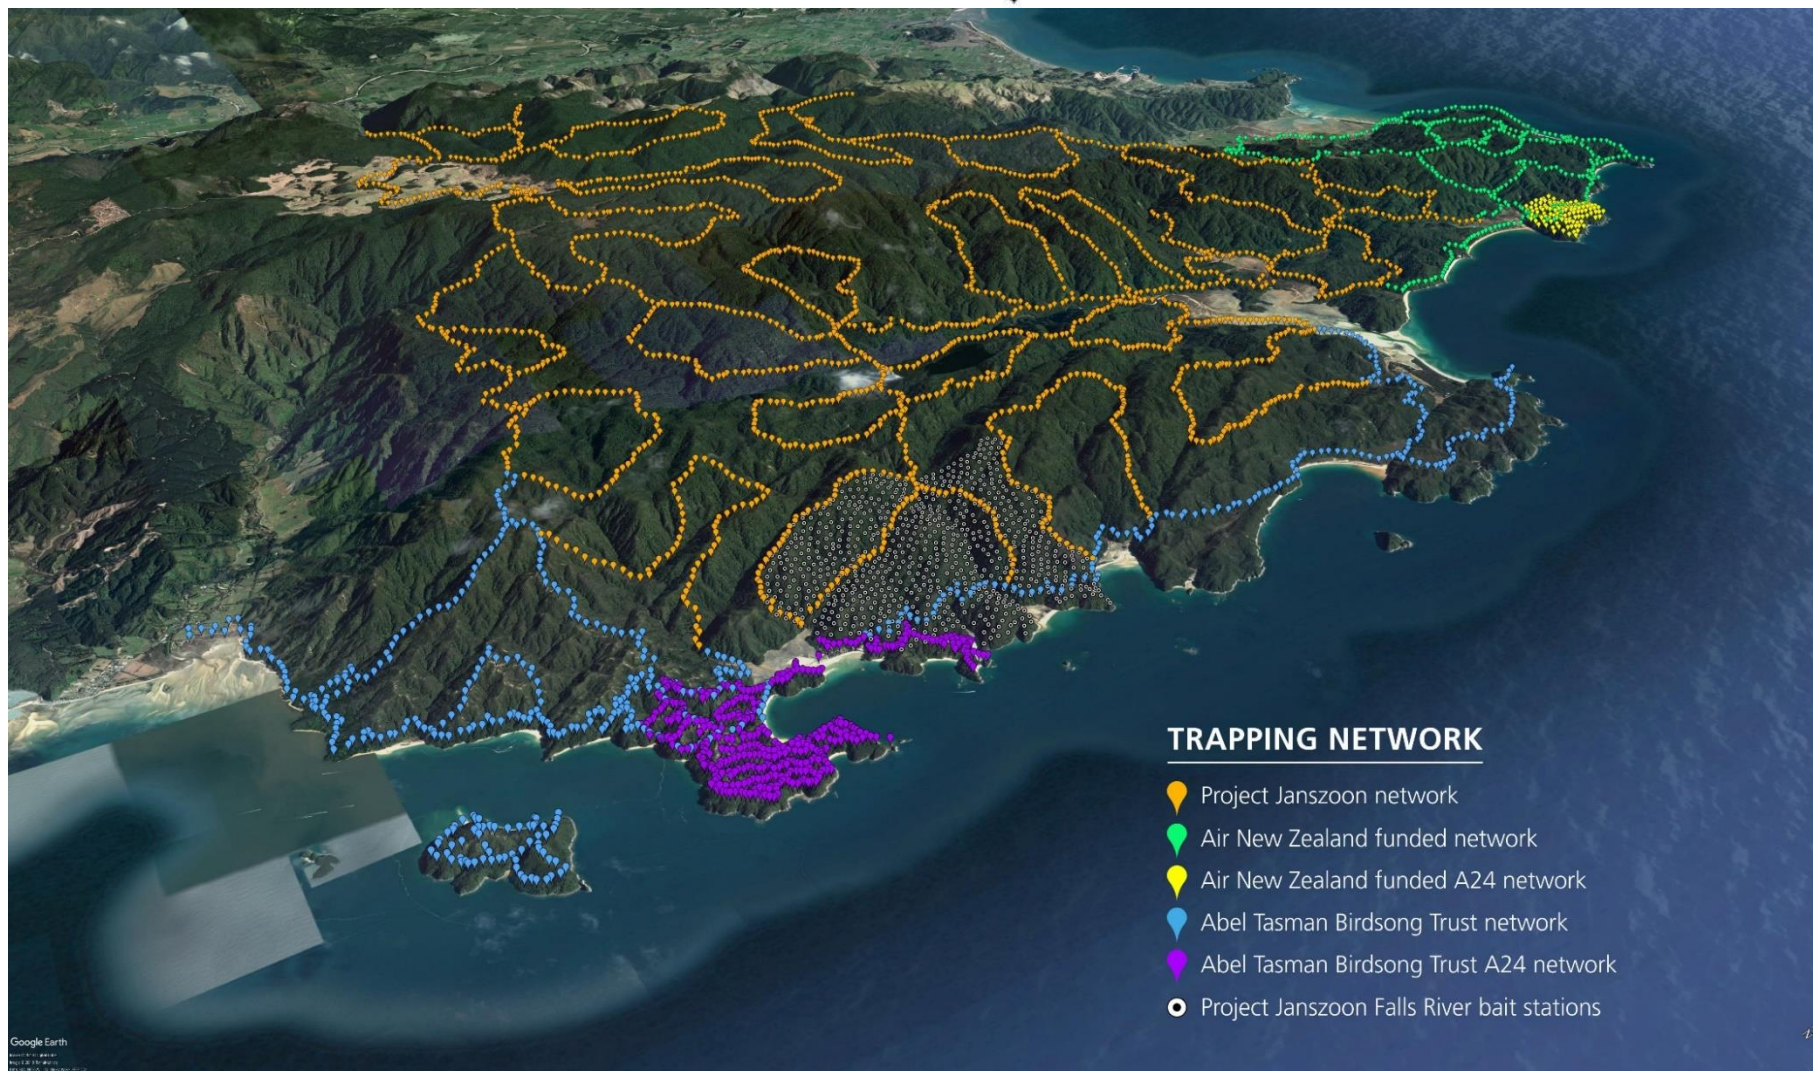 TRAPPING NETWORK
Project Janszoon network
Air New Zealand funded network
Air New Zealand funded A24 network
Abel Tasman Birdsong Trust network
Abel Tasman Birdsong Trust A24 network
Project Janszoon Falls River bait stations
Google Earth